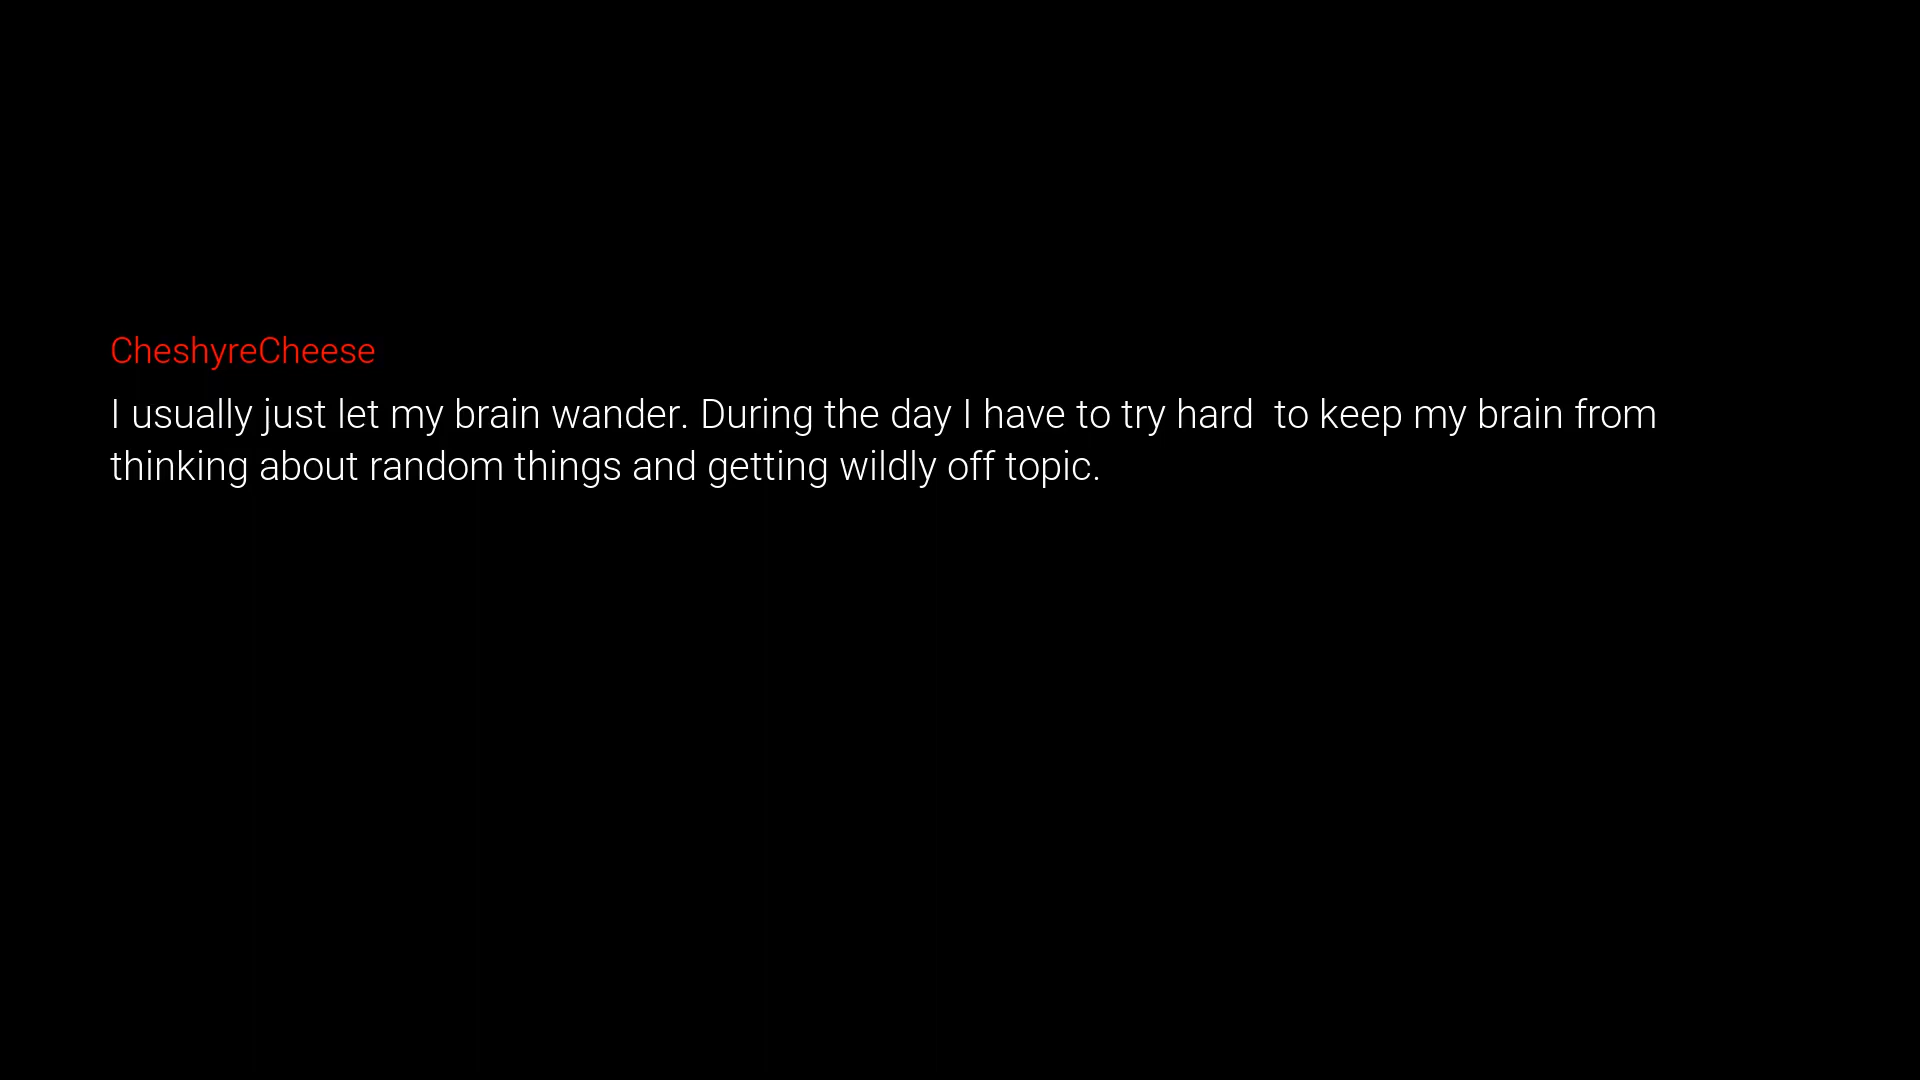 CheshyreCheese
I usually just let my brain wander. During the day I have to try hard  to keep my brain from
thinking about random things and getting wildly off topic.